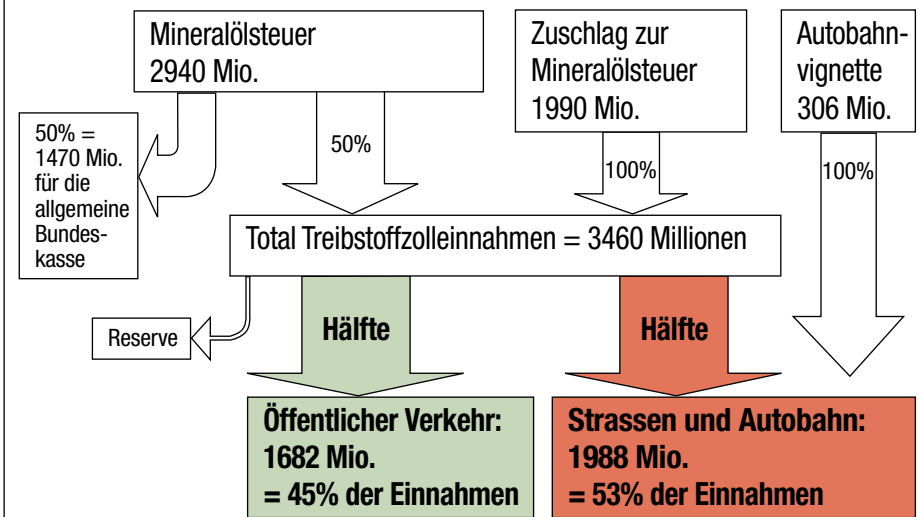 Mineralölsteuer
2940 Mio.
Zuschlag zur
Mineralölsteuer
1990 Mio.
Autobahn-
vignette
306 Mio.
50% =
1470 Mio.
für die
allgemeine
Bundes-
kasse
50%
100%
100%
Total Treibstoffzolleinnahmen = 3460 Millionen
Reserve
Hälfte
Hälfte
Öffentlicher Verkehr:
1682 Mio.
= 45% der Einnahmen
Strassen und Autobahn:
1988 Mio.
= 53% der Einnahmen